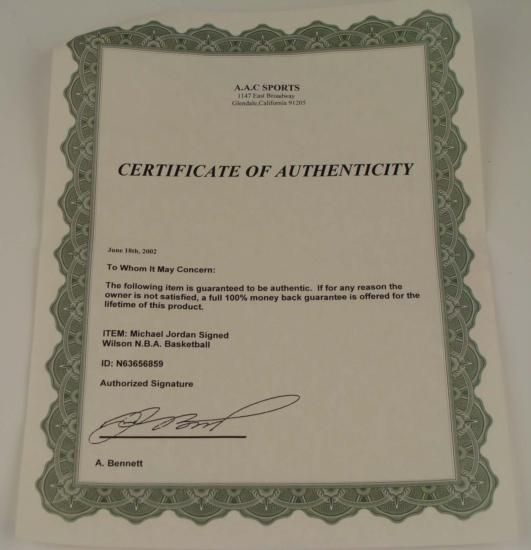 A.A.C SPORTS
1147 East Broadway
Glendale,California 91205
CERTIFICATE OF AUTHENTICITY
June 18th, 2002
To Whom It May Concern:
The following item is guaranteed to be authentic. If for any reason the
owner is not satisfied, a full 100% money back guarantee is offered for the
lifetime of this product.
ITEM: Michael Jordan Signed
Wilson N.B.A. Basketball
ID: N63656859
Authorized Signature
A. Bennett